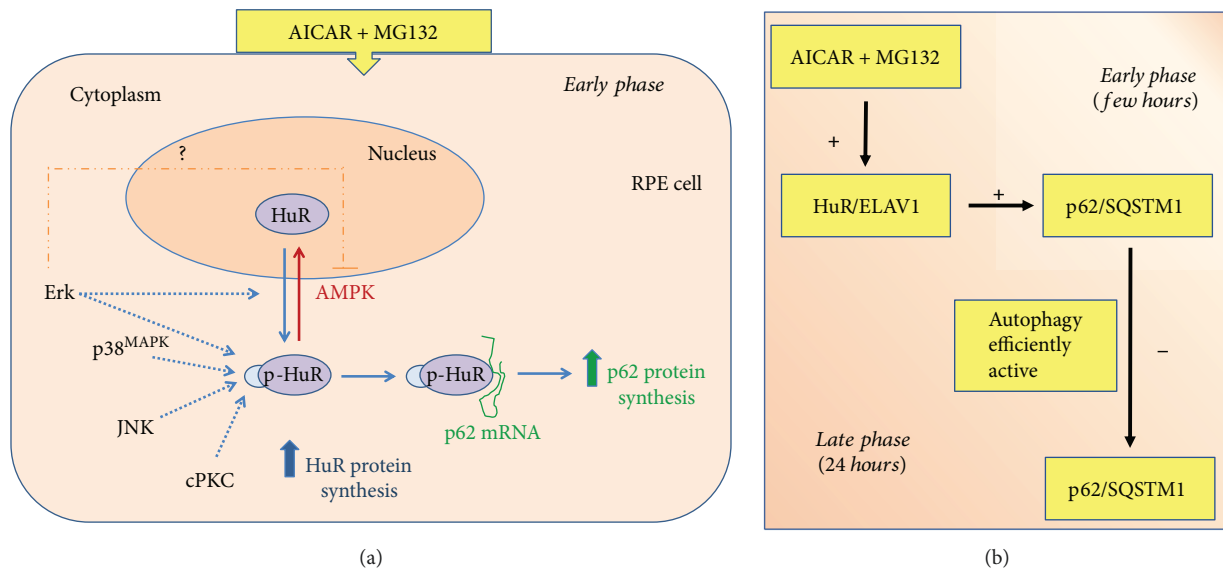 AICAR + MG132
Cytoplasm
Early phase
?
Nucleus
RPE cell
HuR
Erk
AMPK
p38MAPK
p-HuR
p-HuR
p62 protein
synthesis
JNK
p62 mRNA
cPKC
HuR protein
synthesis
(a)
AICAR + MG132
Early phase
(few hours)
+
HuR/ELAV1
+
p62/SQSTM1
Autophagy
efficiently
active
−
Late phase
(24 hours)
p62/SQSTM1
(b)